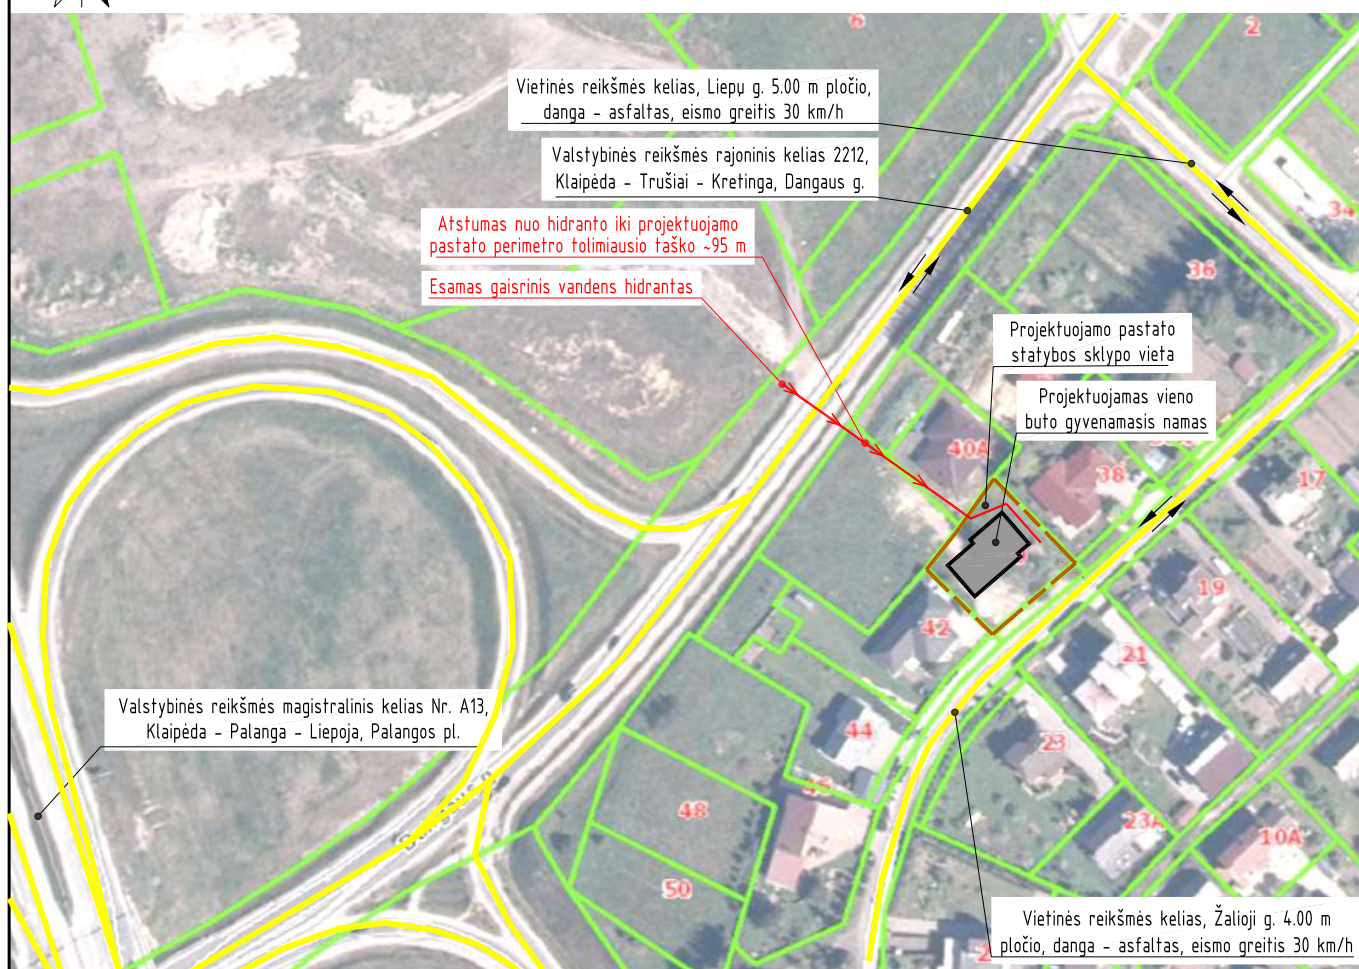 6
2
Vietinės reikšmės kelias, Liepų g. 5.00 m pločio,
danga - asfaltas, eismo greitis 30 km/h
Valstybinės reikšmės rajoninis kelias 2212,
Klaipėda - Trušiai - Kretinga, Dangaus g.
Atstumas nuo hidranto iki projektuojamo
pastato perimetro tolimiausio taško ~95 m
Esamas gaisrinis vandens hidrantas
34
36
Projektuojamo pastato
statybos sklypo vieta
Projektuojamas vieno
buto gyvenamasis namas
40A
38
17
19
42
21
Valstybinės reikšmės magistralinis kelias Nr. A13,
Klaipėda - Palanga - Liepoja, Palangos pl.
44
23
48
23A
10A
50
Vietinės reikšmės kelias, Žalioji g. 4.00 m
pločio, danga - asfaltas, eismo greitis 30 km/h